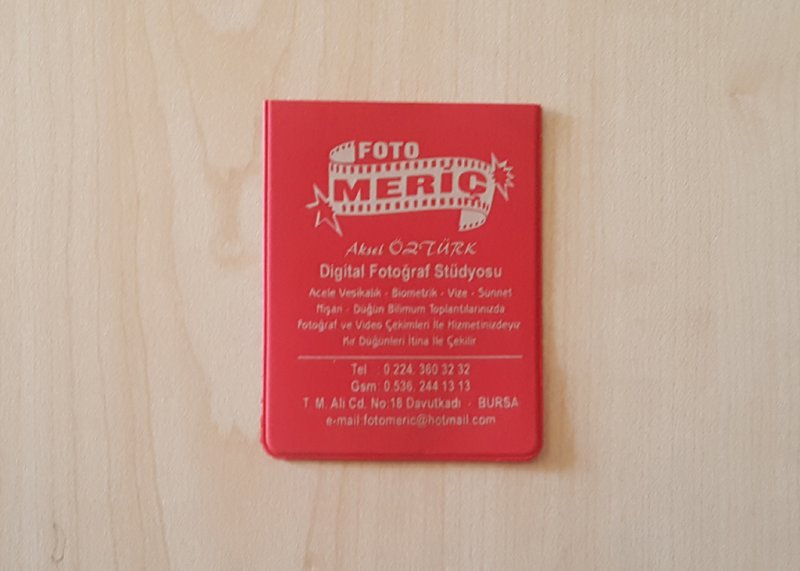 FOTO
MERİÇ
Aksel ÖZTÜRK
Digital Fotoğraf Stüdyosu
Acele Vesikalık - Biometrik - Vize - Sünnet
Nişan - Düğün Bilimum Toplantılarınızda
Fotoğraf ve Video Çekimleri İle Hizmetinizdeyiz
Kır Düğünleri İtina İle Çekilir
Tel : 0 224. 360 32 32
Gsm: 0.536. 244 13 13
T. M. Ali Cd. No:18 Davutkadı - BURSA
e-mail:fotomeric@hotmail.com